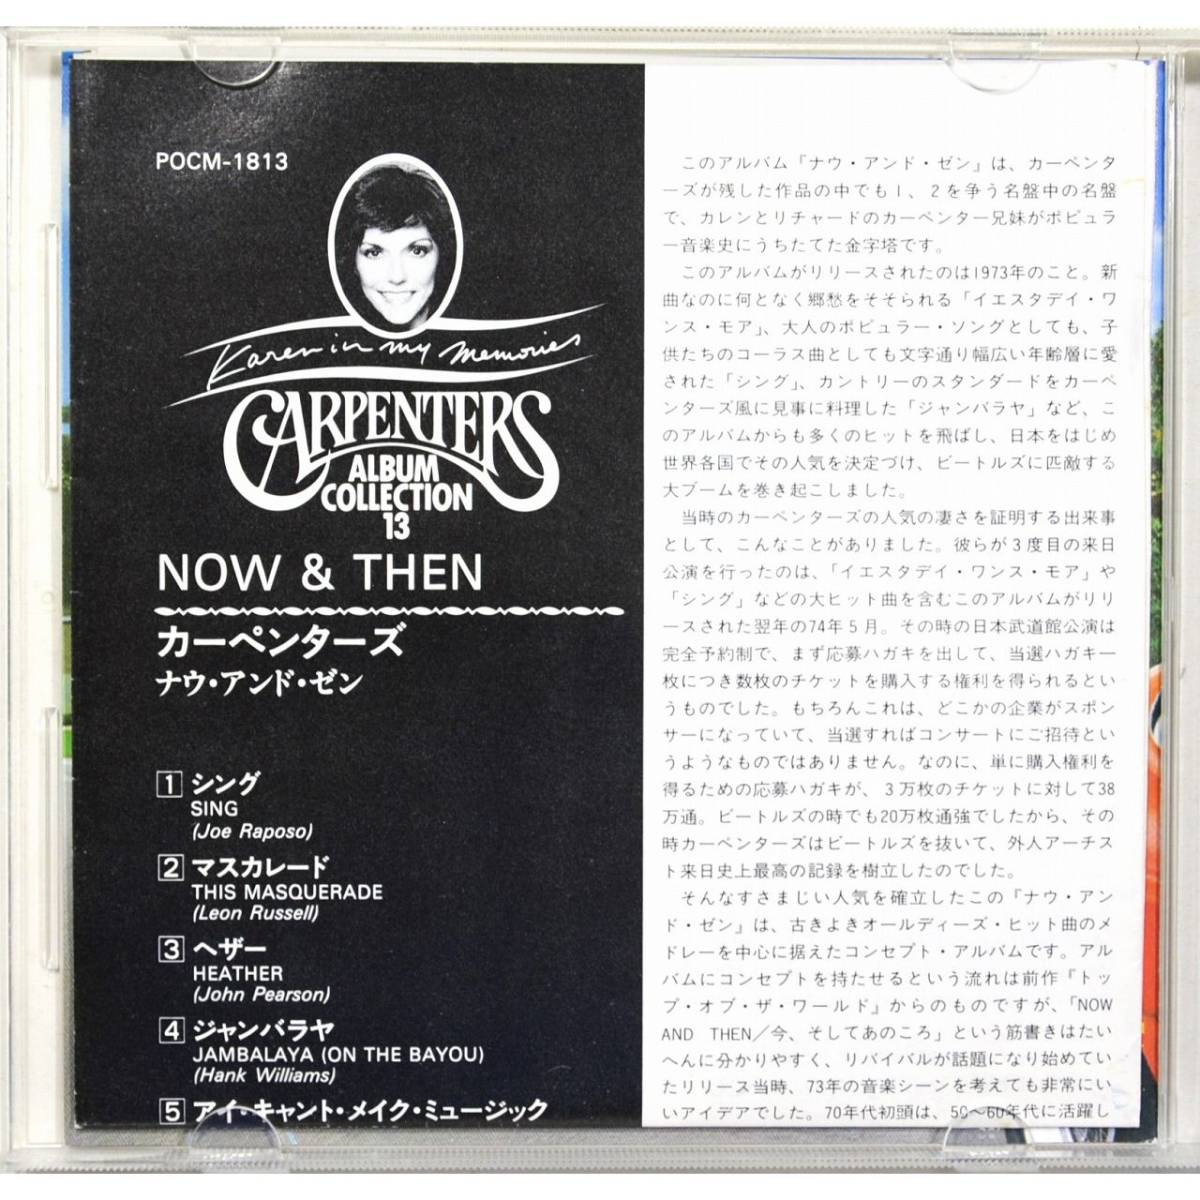 POCM-1813
Karen in my Memories
CARPENTERS
ALBUM
COLLECTION
13
NOW & THEN
カーペンターズ
ナウ・アンド・ゼン
1 シング
SING
(Joe Raposo)
2 マスカレード
THIS MASQUERADE
(Leon Russell)
3 ヘザー
HEATHER
(John Pearson)
4 ジャンバラヤ
JAMBALAYA (ON THE BAYOU)
(Hank Williams)
5 アイ・キャント・メイク・ミュージック
このアルバム「ナウ・アンド・ゼン」は、カーペンタ
ーズが残した作品の中でも1、2を争う名盤中の名盤
で、カレンとリチャードのカーペンター兄妹がポピュラ
ー音楽史にうちたてた金字塔です。
このアルバムがリリースされたのは1973年のこと。新
曲なのに何となく郷愁をそそられる「イエスタデイ・ワ
ンス・モア」、大人のポピュラー・ソングとしても、子
供たちのコーラス曲としても文字通り幅広い年齢層に愛
された「シング」、カントリーのスタンダードをカーペ
ンターズ風に見事に料理した「ジャンバラヤ」など、こ
のアルバムからも多くのヒットを飛ばし、日本をはじめ
世界各国でその人気を決定づけ、ビートルズに匹敵する
大ブームを巻き起こしました。
当時のカーペンターズの人気の凄さを証明する出来事
として、こんなことがありました。彼らが3度目の来日
公演を行ったのは、「イエスタデイ・ワンス・モア」や
「シング」などの大ヒット曲を含むこのアルバムがリリ
ースされた翌年の74年5月。その時の日本武道館公演は
完全予約制で、まず応募ハガキを出して、当選ハガキ一
枚につき数枚のチケットを購入する権利を得られるとい
うものでした。もちろんこれは、どこかの企業がスポン
サーになっていて、当選すればコンサートにご招待とい
うようなものではありません。なのに、単に購入権利を
得るための応募ハガキが、3万枚のチケットに対して38
万通。ビートルズの時でも20万枚通強でしたから、その
時カーペンターズはビートルズを抜いて、外人アーチス
ト来日史上最高の記録を樹立したのでした。
そんなすさまじい人気を確立したこの『ナウ・アン
ド・ゼン』は、古きよきオールディーズ・ヒット曲のメ
ドレーを中心に据えたコンセプト・アルバムです。アル
バムにコンセプトを持たせるという流れは前作『トッ
プ・オブ・ザ・ワールド』からのものですが、「NOW
AND THEN／今、そしてあのころ」という筋書きはたい
へんに分かりやすく、リバイバルが話題になり始めてい
たリリース当時、73年の音楽シーンを考えても非常にい
いアイデアでした。70年代初頭は、50〜60年代に活躍し